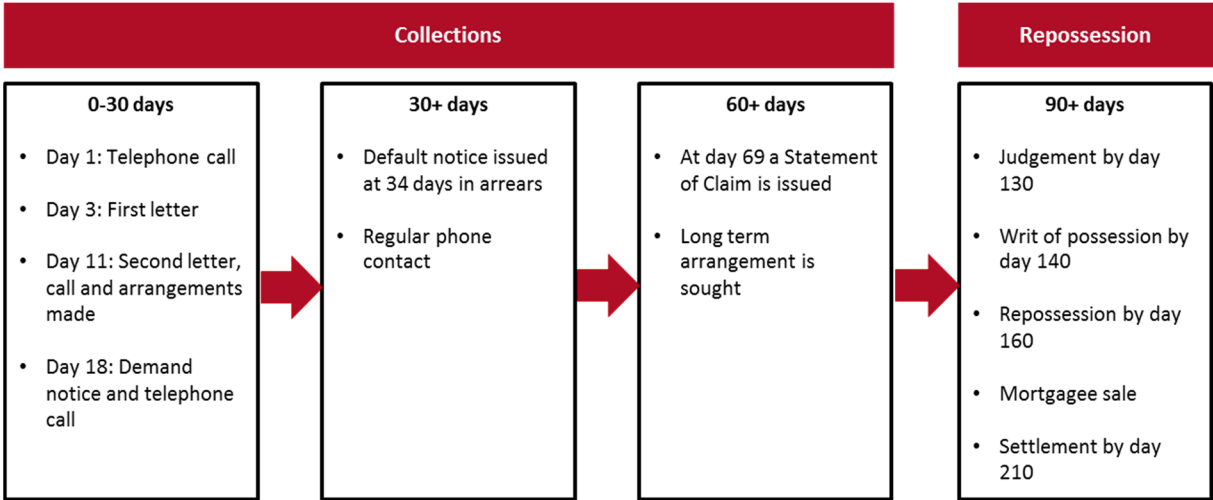 Collections
Repossession
0-30 days
• Day 1: Telephone call
• Day 3: First letter
• Day 11: Second letter,
call and arrangements
made
• Day 18: Demand
notice and telephone
call
30+ days
• Default notice issued
at 34 days in arrears
• Regular phone
contact
60+ days
• At day 69 a Statement
of Claim is issued
• Long term
arrangement is
sought
90+ days
• Judgement by day
130
• Writ of possession by
day 140
• Repossession by day
160
• Mortgagee sale
• Settlement by day
210